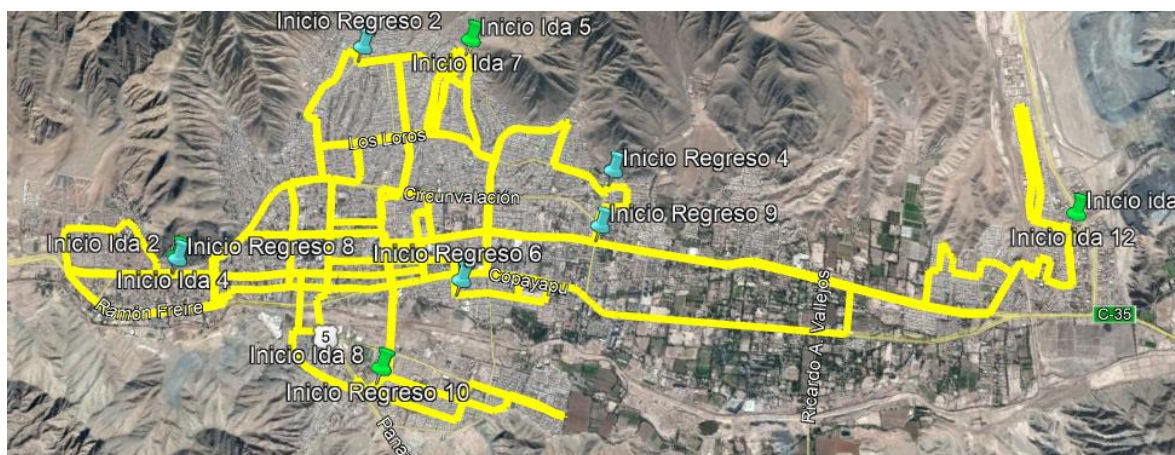 Inicio Regreso 2
Inicio Ida 5
Inicio Ida 7
Los Loros
Inicio Regreso 4
Circunvalación
Inicio ida
Inicio Regreso 9
Inicio Ida 2
Inicio Regreso 8
Inicio Regreso 6
Inicio Ida 12
Inicio Ida 4
Copayapu
Ramón Freire
Ricardo A. Vallejos
C-35
5
Inicio Ida 8
Inicio Regreso 10
Pana